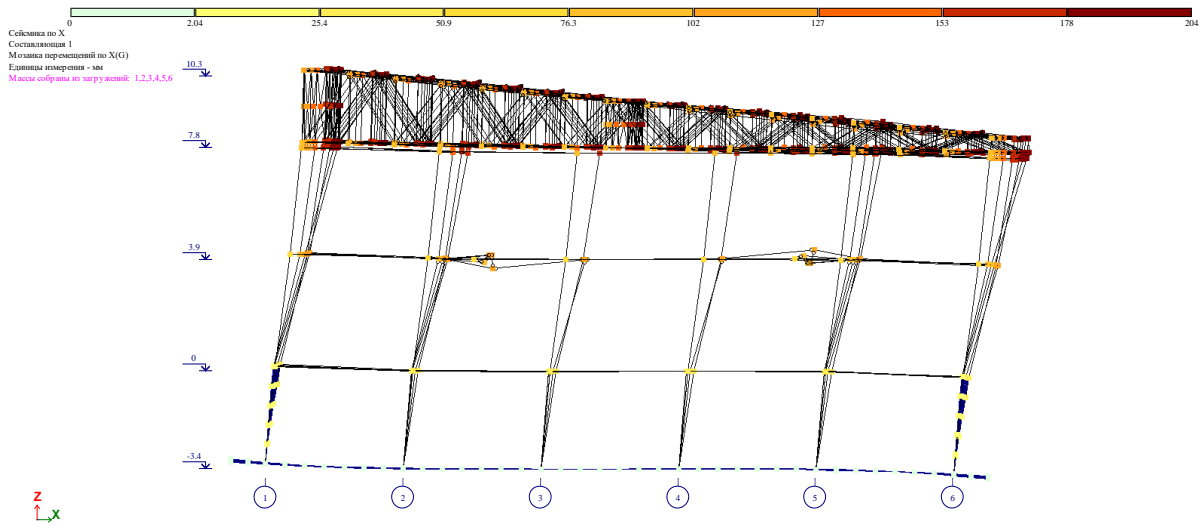 0 2.04 25.4 50.9 76.3 102 127 153 178 204
Сейсмика по X
Составляющая 1
Мозаика перемещений по X(G)
Единицы измерения - мм
Массы собраны из загружений: 1,2,3,4,5,6
10.3
7.8
3.9
0
-3.4
1 2 3 4 5 6
Z
X